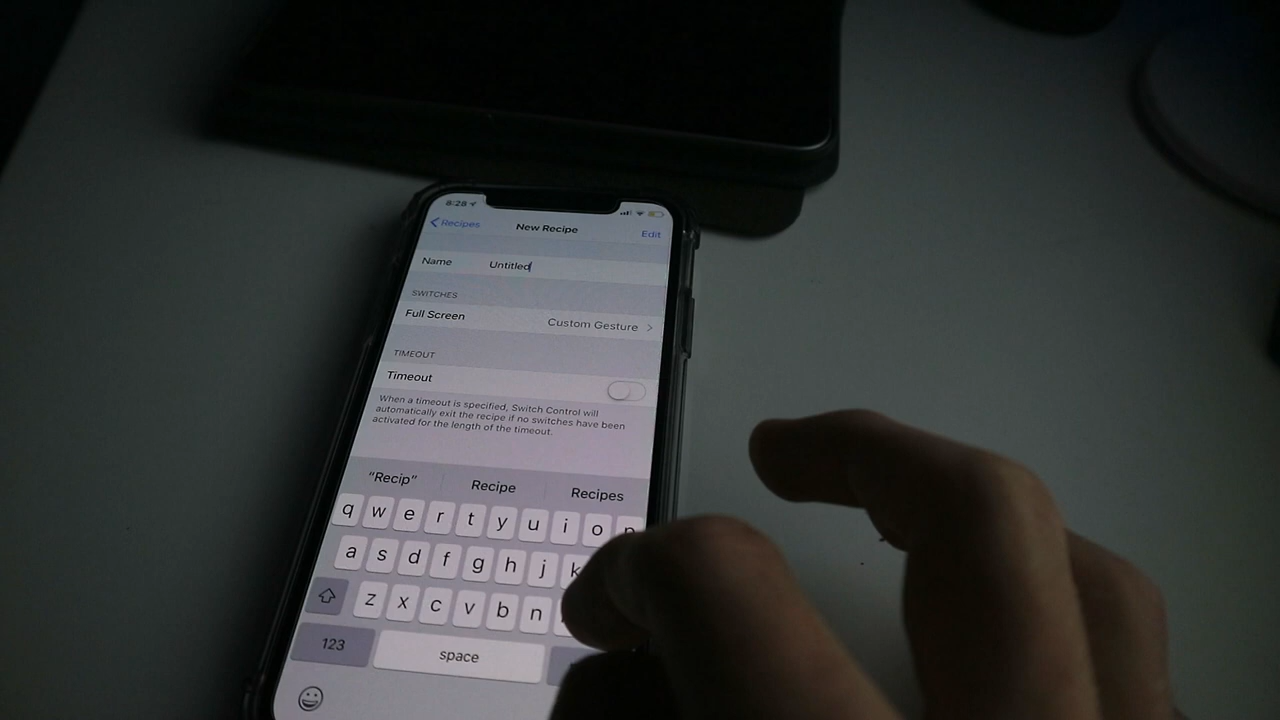 8:28
Recipes
New Recipe
Edit
Name Untitled
SWITCHES
Full Screen Custom Gesture
TIMEOUT
Timeout
When a timeout is specified, Switch Control will
automatically exit the recipe if no switches have been
activated for the length of the timeout.
"Recip" Recipe Recipes
q w e r t y u i o p
a s d f g h j k
z x c v b n
123 space